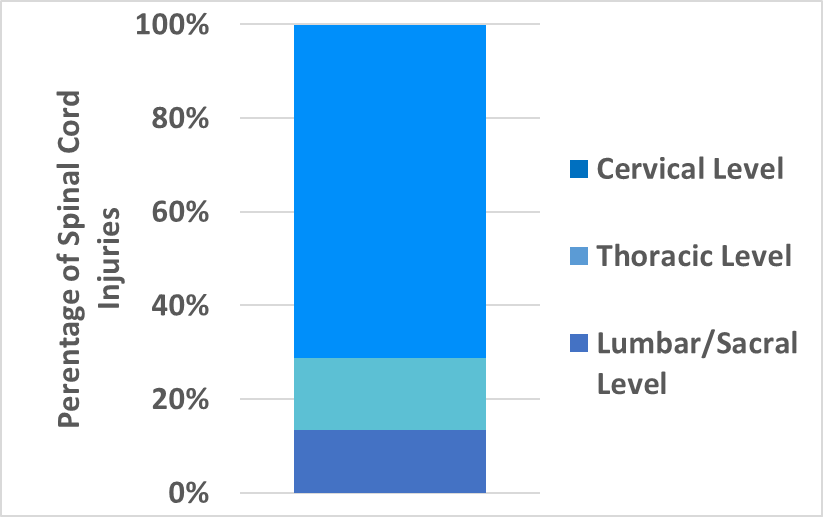 Perentage of Spinal Cord
Injuries
100%
80%
60%
40%
20%
0%
Cervical Level
Thoracic Level
Lumbar/Sacral
Level